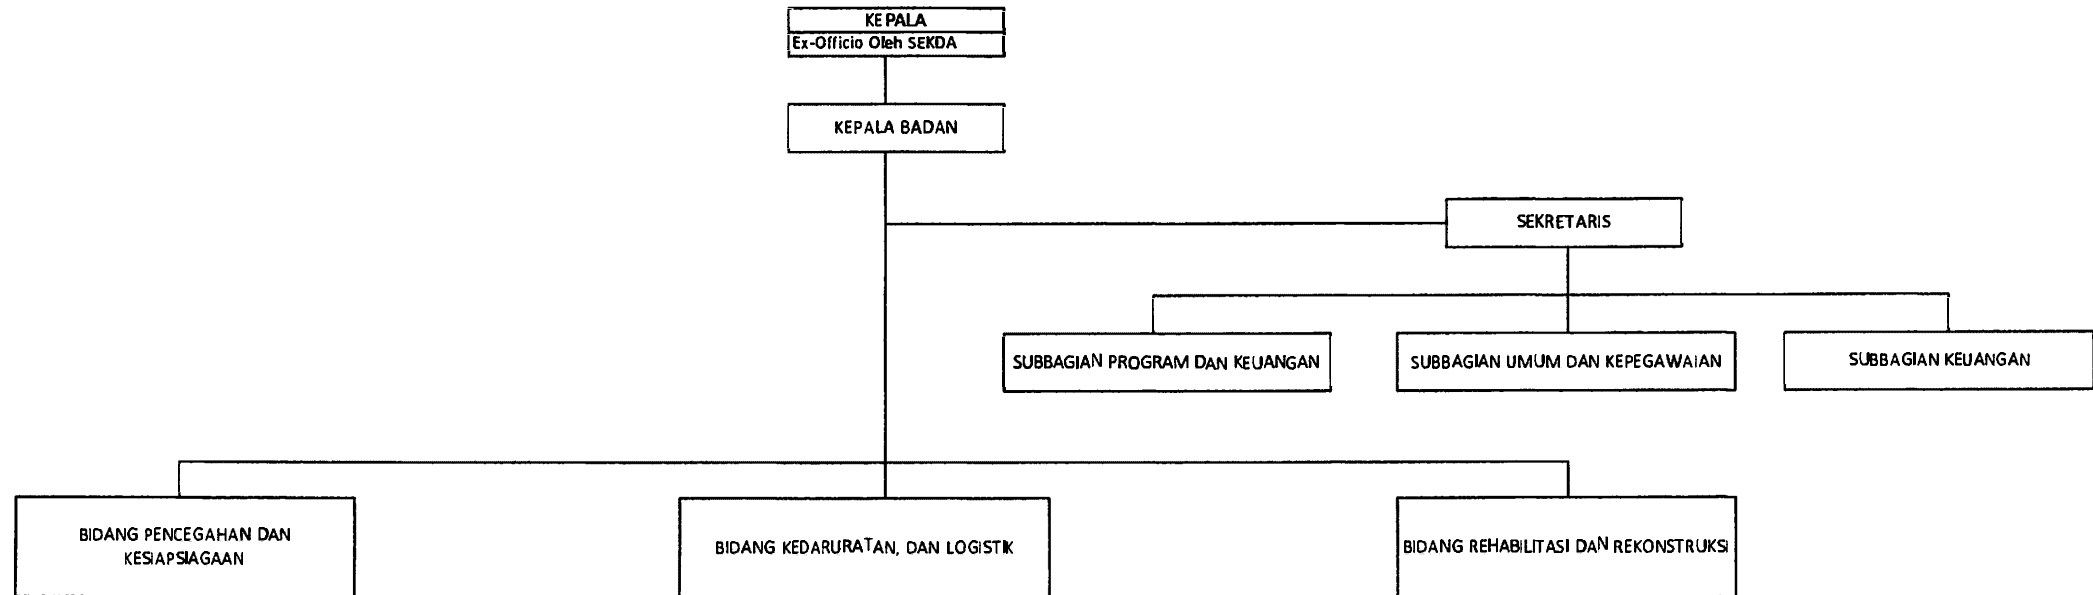 KEPALA
Ex-Officio Oleh SEKDA
KEPALA BADAN
SEKRETARIS
SUBBAGIAN PROGRAM DAN KEUANGAN
SUBBAGIAN UMUM DAN KEPEGAWAIAN
SUBBAGIAN KEUANGAN
BIDANG PENCEGAHAN DAN
KESIAPSIAGAAN
BIDANG KEDARURATAN, DAN LOGISTIK
BIDANG REHABILITASI DAN REKONSTRUKSI